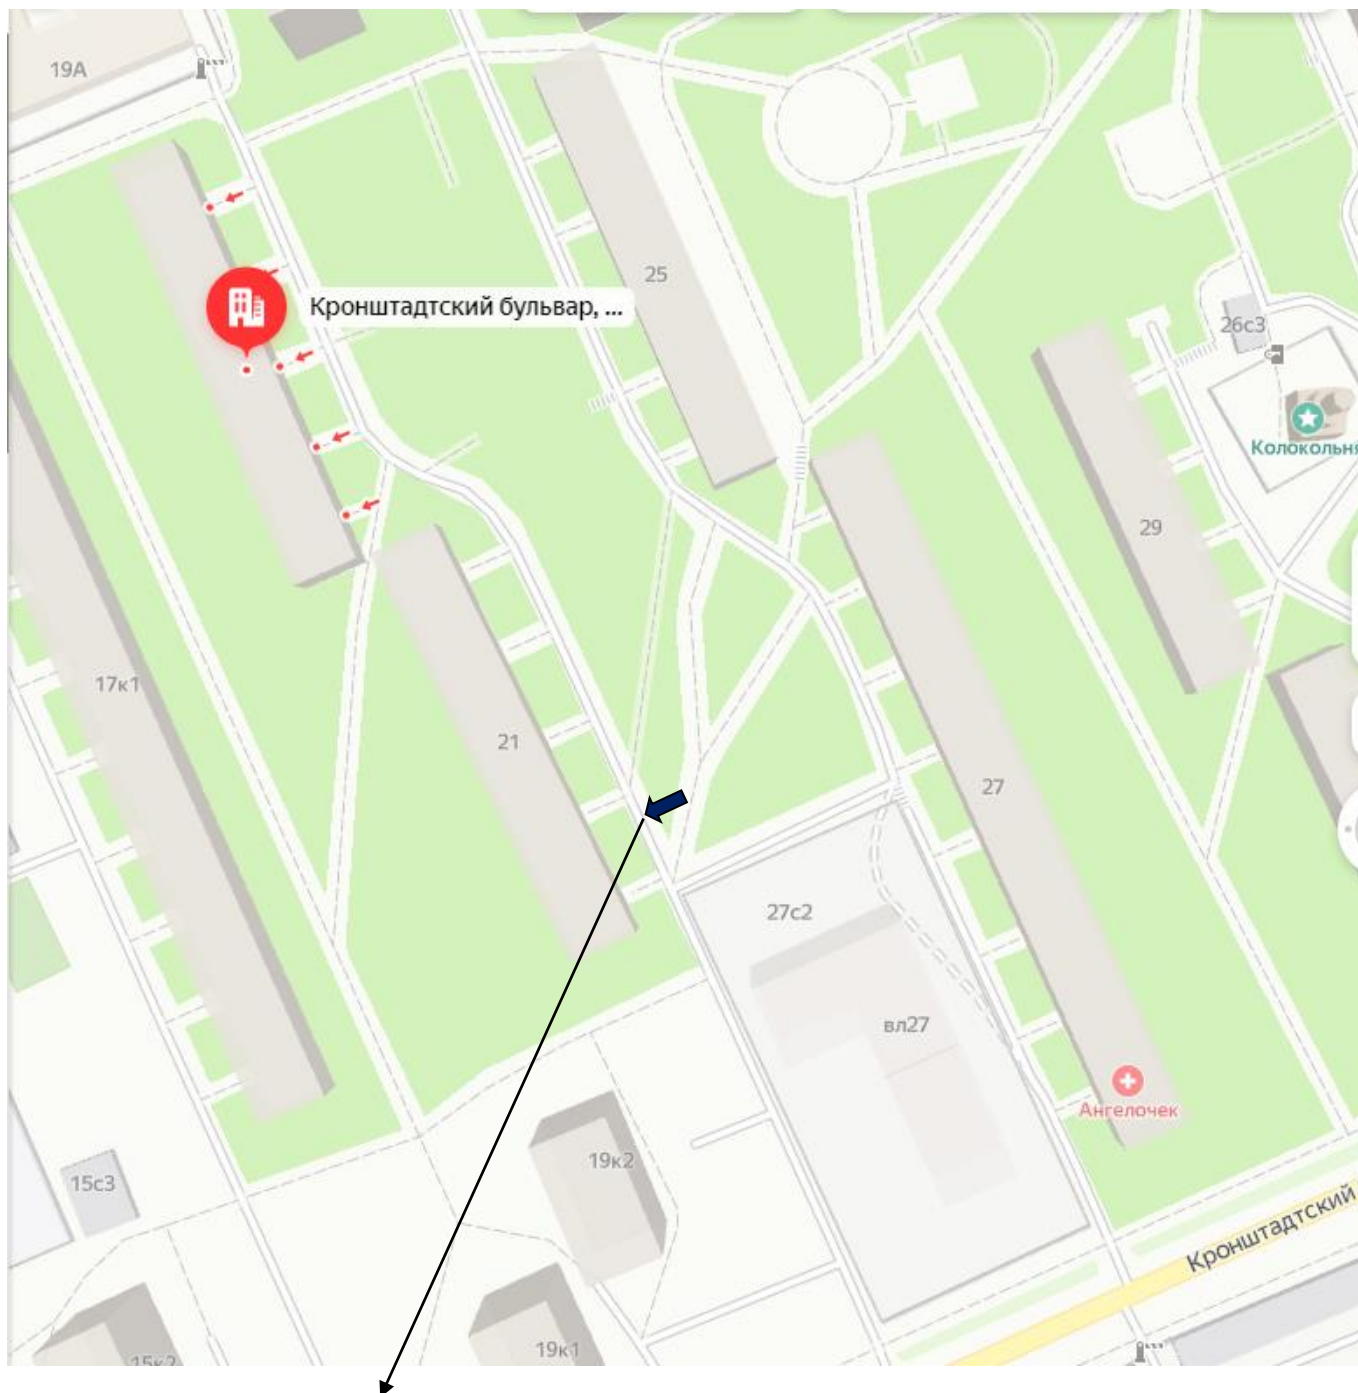 19А
25
Кронштадтский бульвар, ...
26с3
Колокольня
29
17к1
21
27
27с2
вл27
Ангелочек
19к2
15с3
Кронштадтский
19к1
15к2